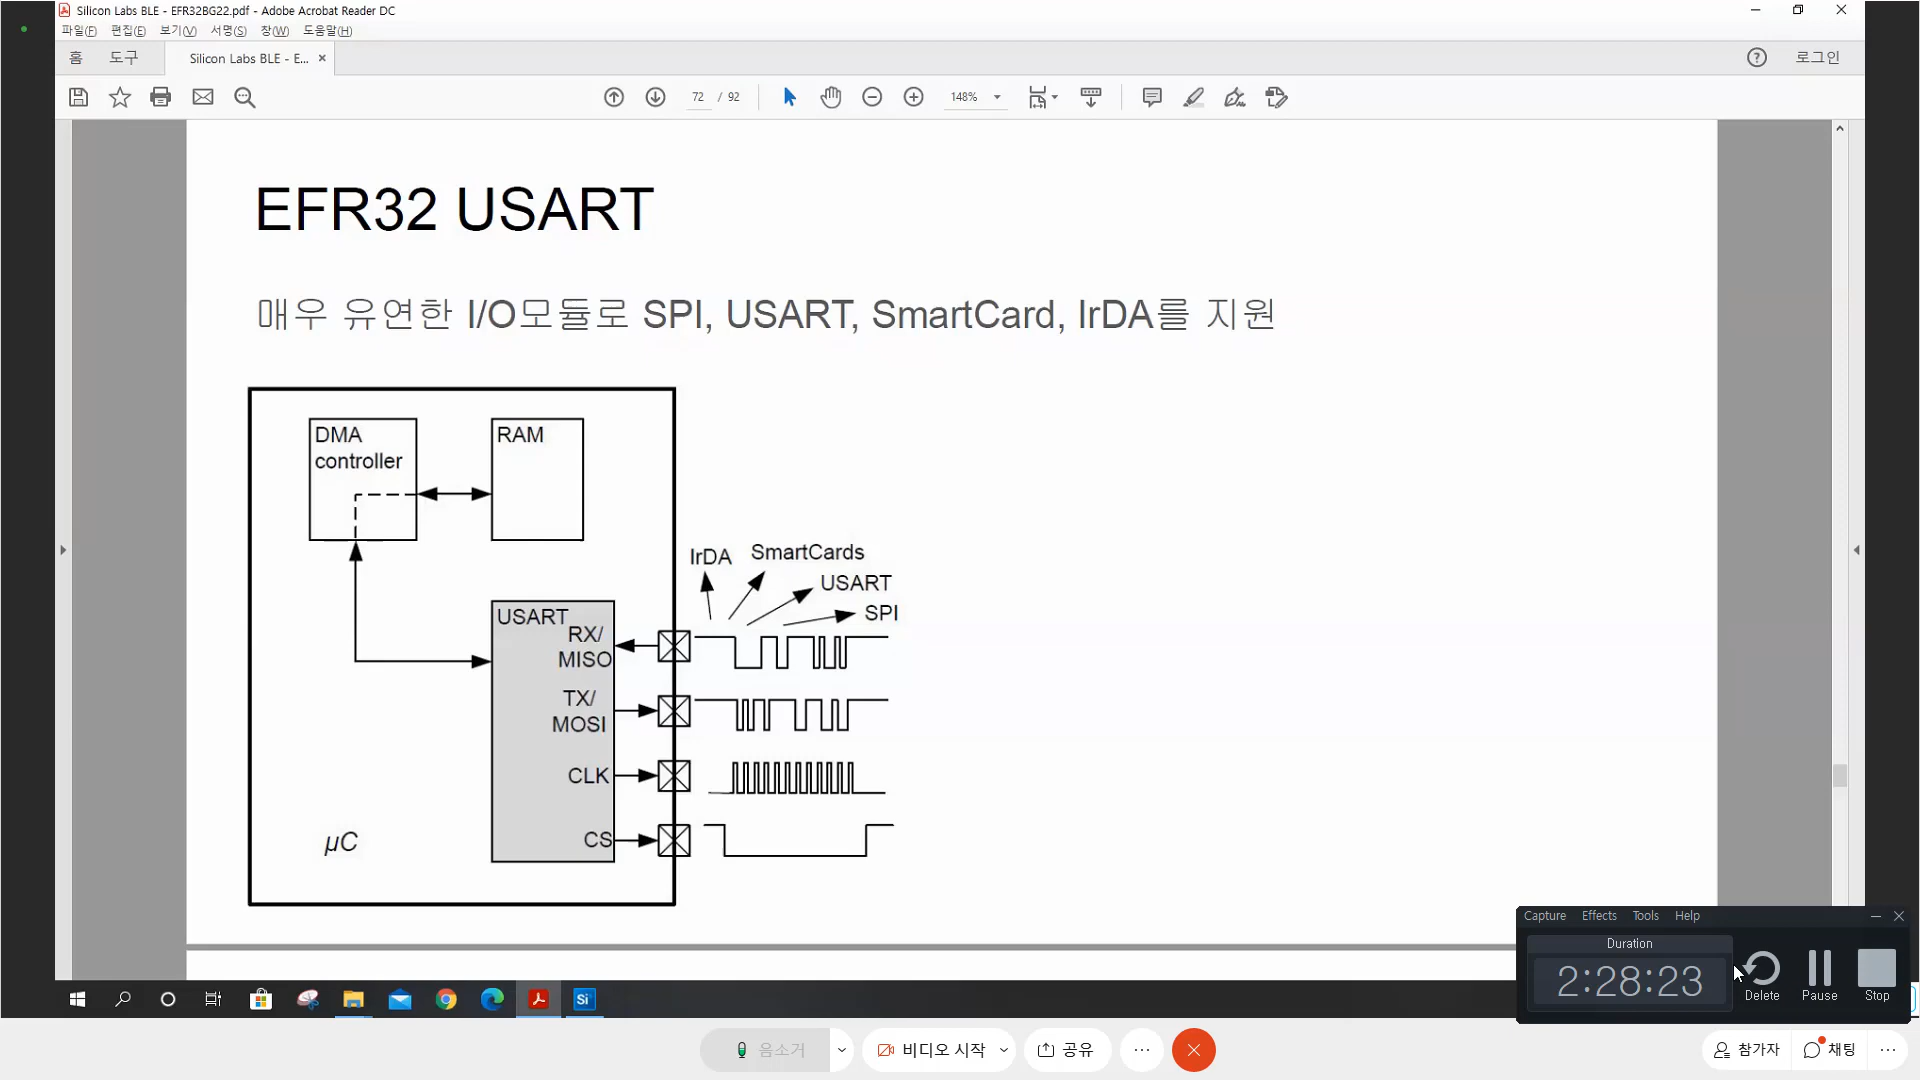 Silicon Labs BLE - EFR32BG22.pdf - Adobe Acrobat Reader DC
파일(F) 편집(E) 보기(V) 서명(S) 창(W) 도움말(H)
홈 도구 Silicon Labs BLE - E... × 로그인
72 / 92 148%
EFR32 USART
매우 유연한 I/O모듈로 SPI, USART, SmartCard, IrDA를 지원
DMA
controller
RAM
IrDA SmartCards
USART
SPI
USART
RX/
MISO
TX/
MOSI
CLK
CS
µC
Capture Effects Tools Help
Duration
2:28:23
Delete Pause Stop
Si
음소거 비디오 시작 공유 참가자 채팅